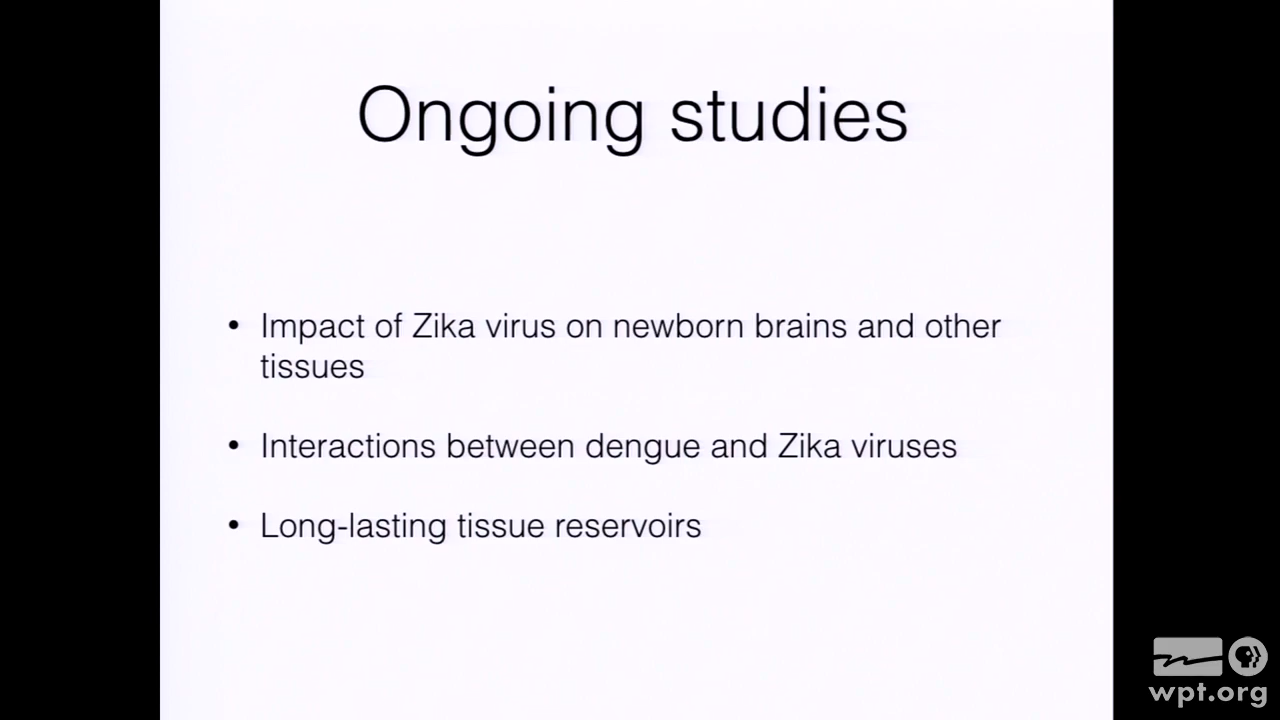 Ongoing studies
• Impact of Zika virus on newborn brains and other
tissues
• Interactions between dengue and Zika viruses
• Long-lasting tissue reservoirs
wpt.org